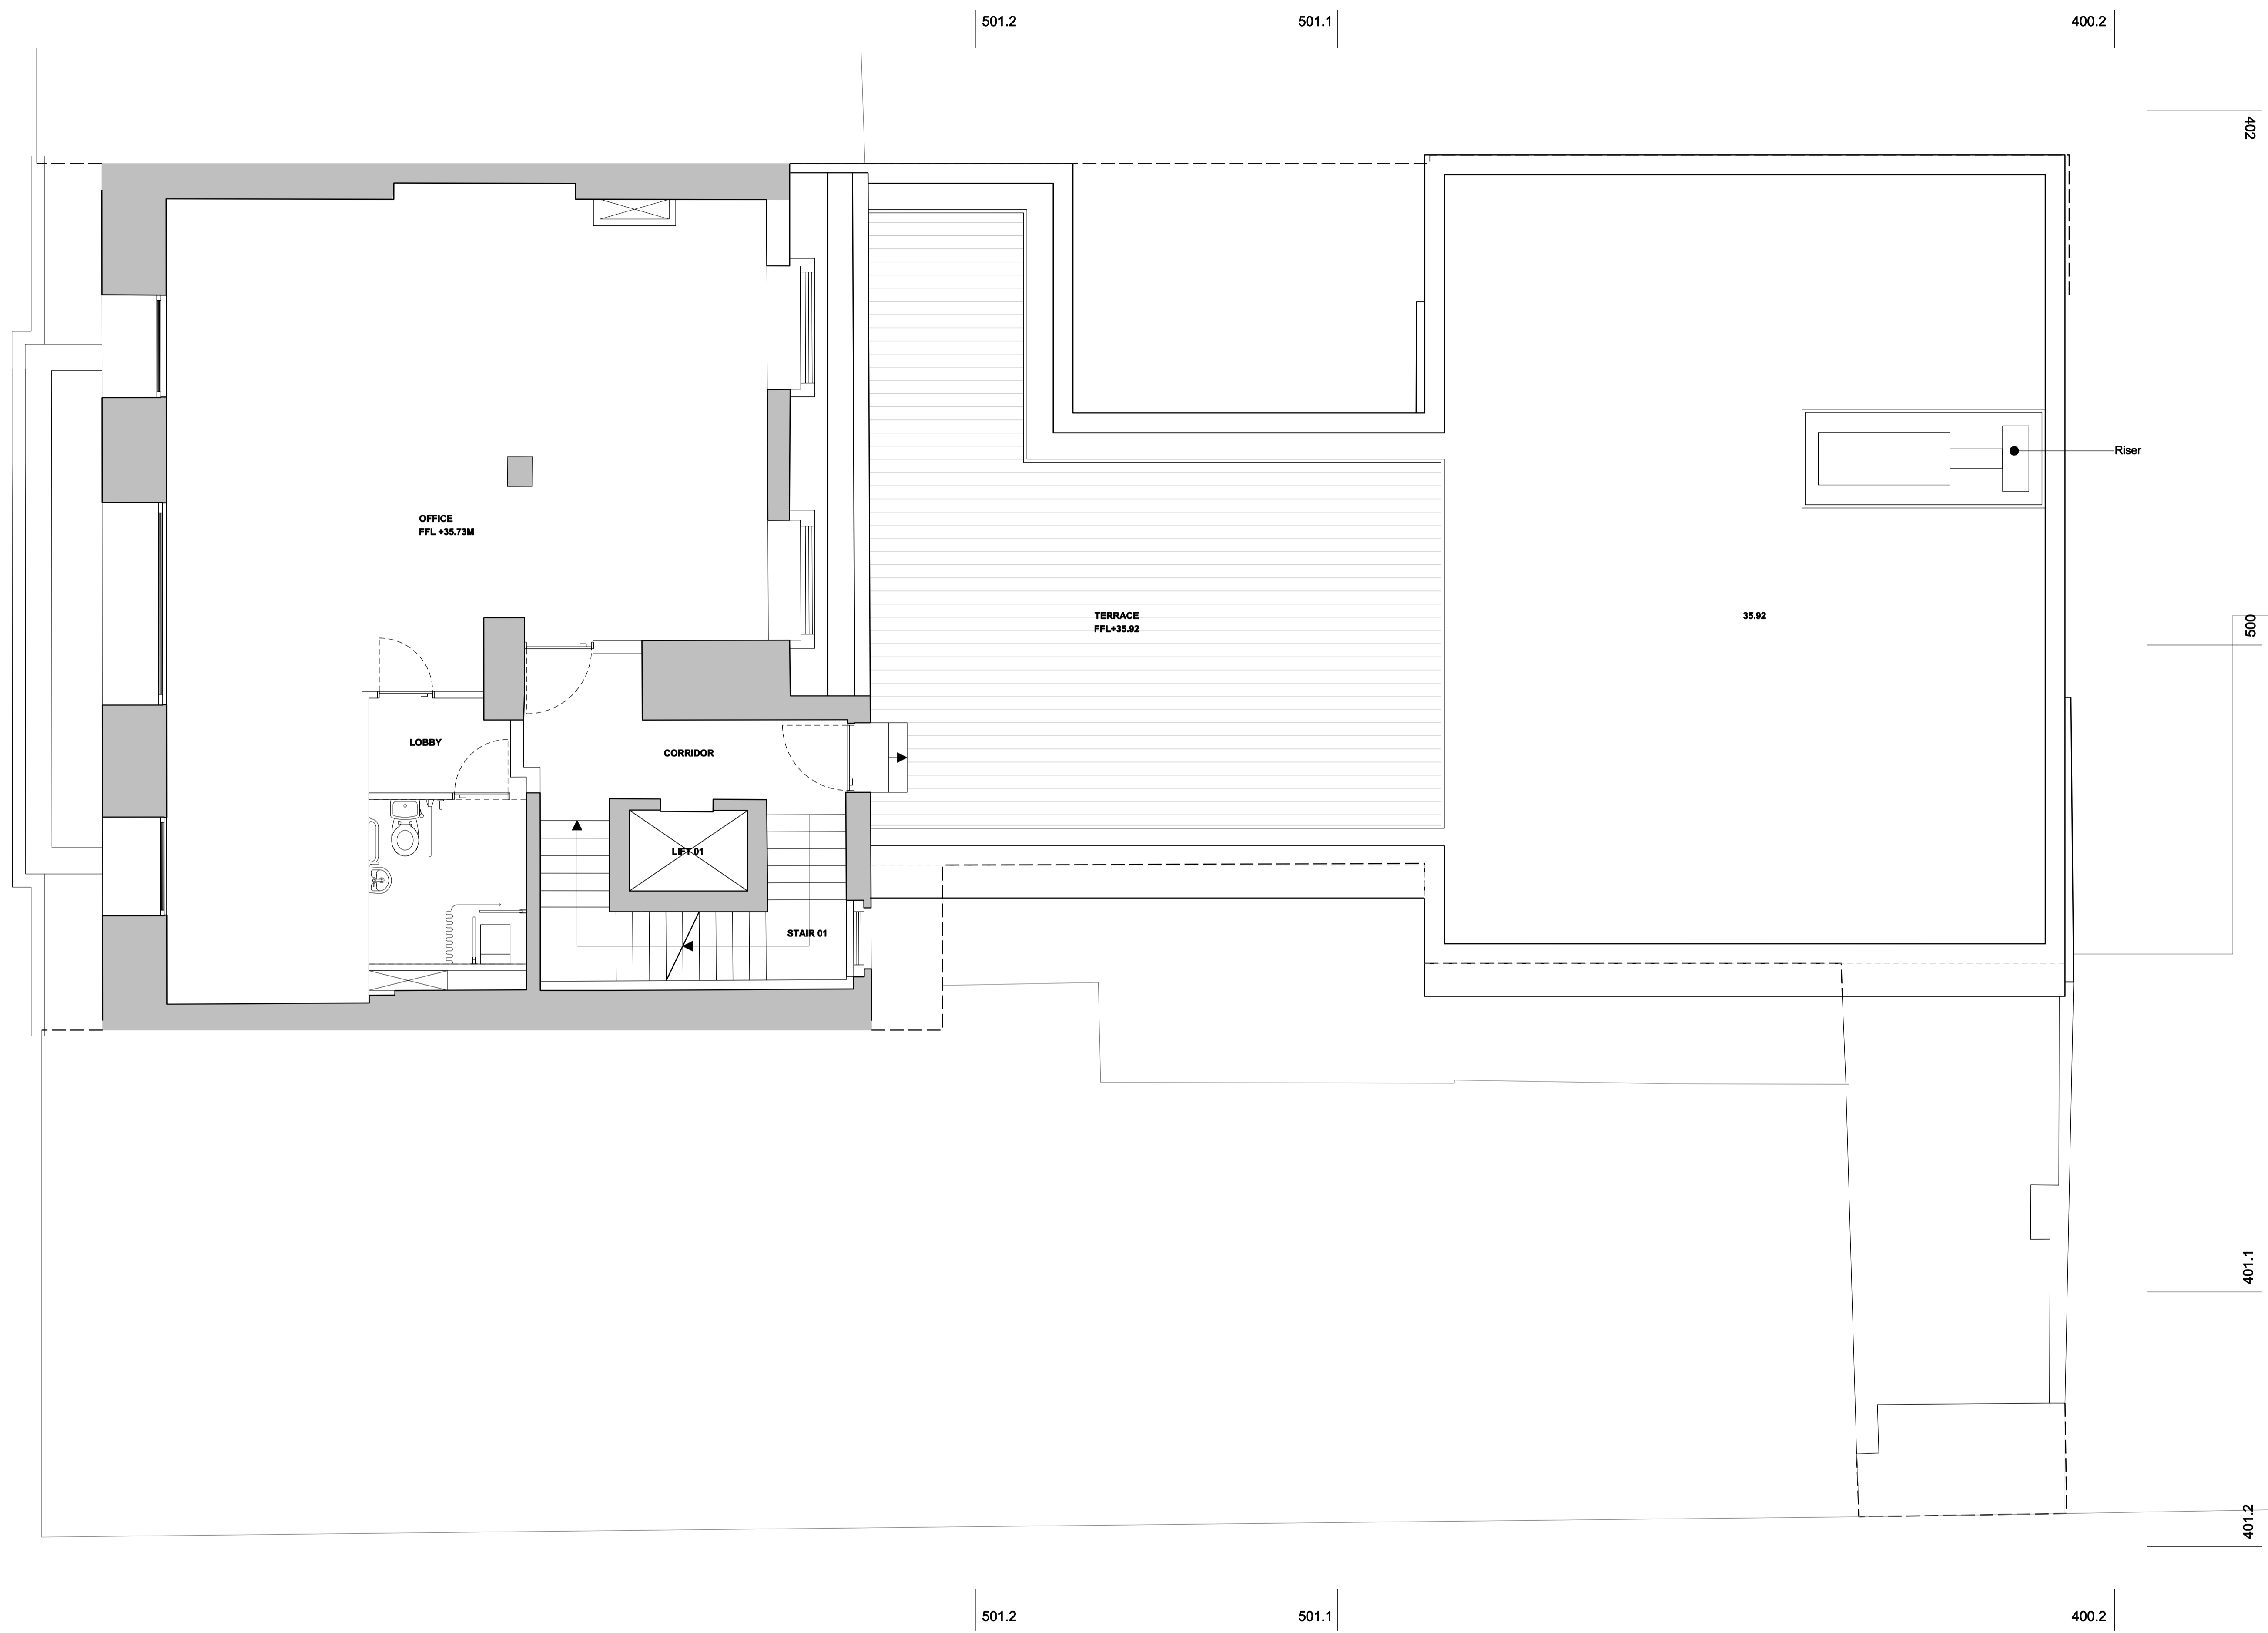 501.2
501.1
400.2
402
Riser
OFFICE
FFL +35.73M
TERRACE
FFL+35.92
35.92
500
LOBBY
CORRIDOR
LIFT 01
STAIR 01
401.1
401.2
501.2
501.1
400.2